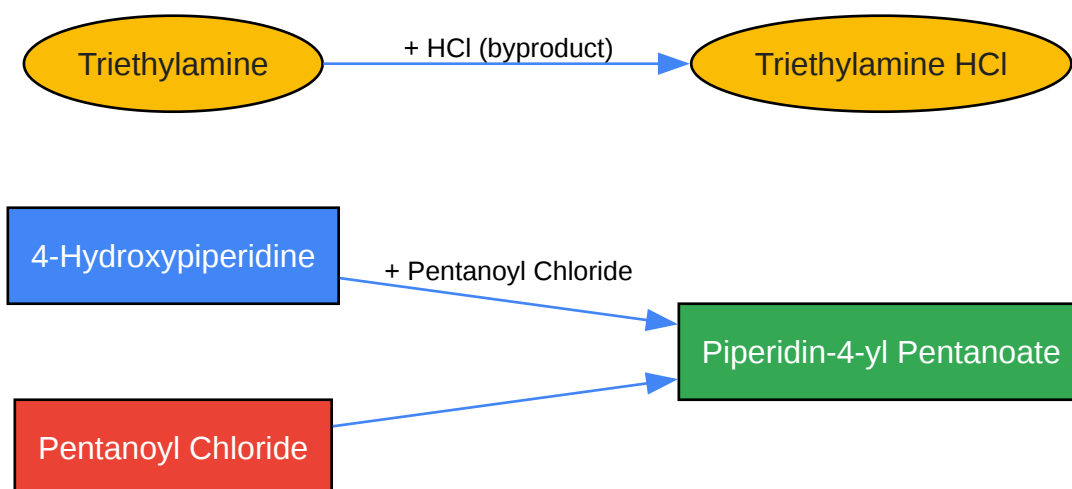 Triethylamine
+ HCl (byproduct)
Triethylamine HCl
4-Hydroxypiperidine
+ Pentanoyl Chloride
Piperidin-4-yl Pentanoate
Pentanoyl Chloride